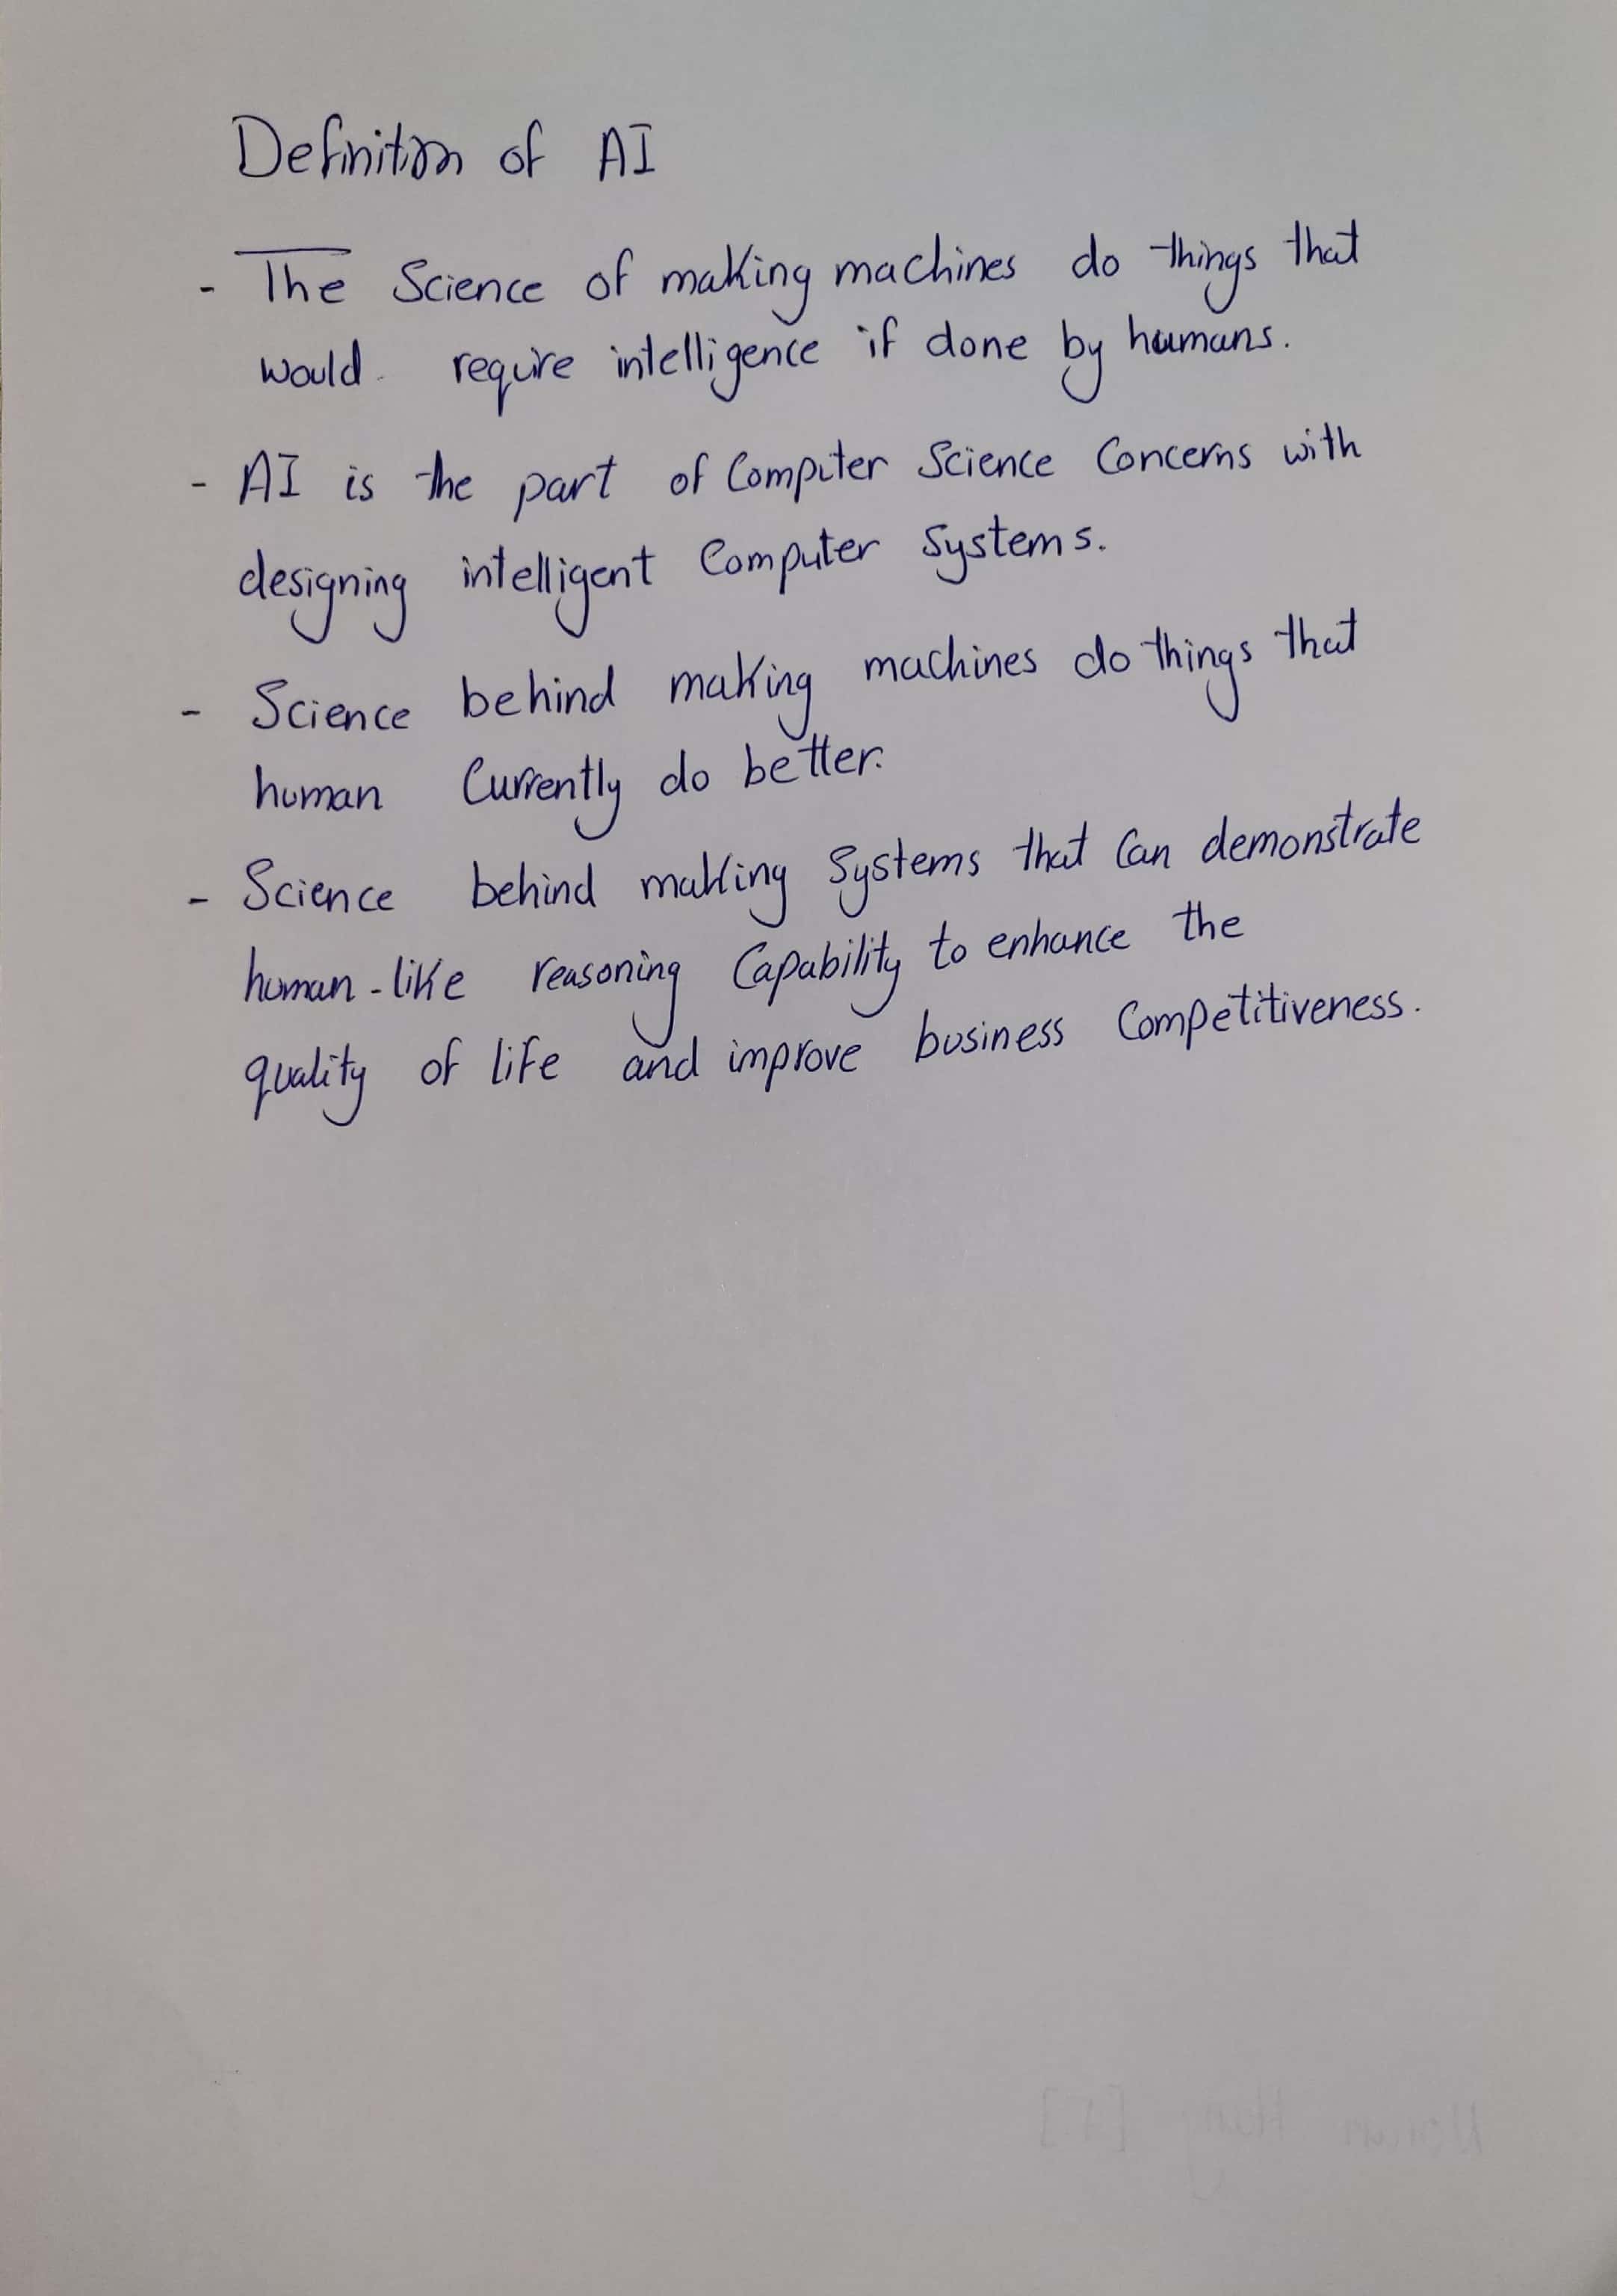 Definition of AI
- The Science of making machines do things that
would require intelligence if done by humans.
- AI is the part of Computer Science Concerns with
designing intelligent Computer Systems.
- Science behind making machines do things that
human Currently do better.
- Science behind making Systems that Can demonstrate
human-like reasoning Capability to enhance the
quality of life and improve business Competitiveness.